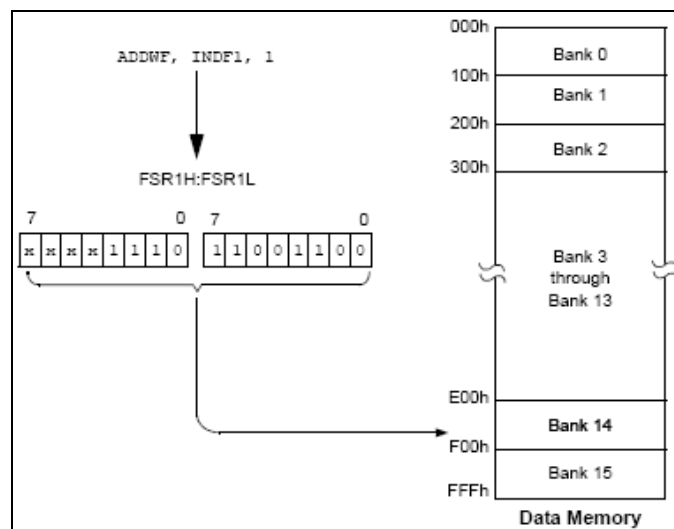 ADDWF, INDF1, 1
FSR1H:FSR1L
7 0 7 0
x x x x 1 1 1 0 1 1 0 0 1 1 0 0
000h
Bank 0
100h
Bank 1
200h
Bank 2
300h
Bank 3
through
Bank 13
E00h
Bank 14
F00h
Bank 15
FFFh
Data Memory